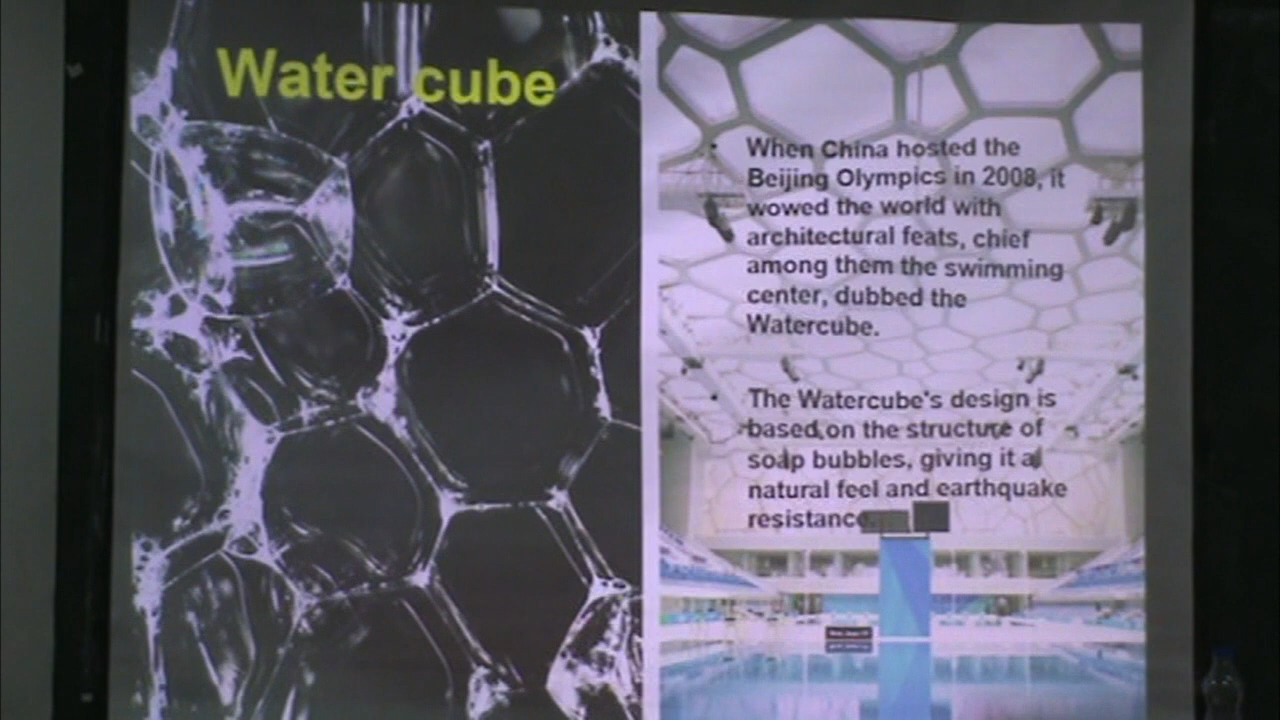 Water cube
• When China hosted the
Beijing Olympics in 2008, it
wowed the world with
architectural feats, chief
among them the swimming
center, dubbed the
Watercube.
• The Watercube's design is
based on the structure of
soap bubbles, giving it a
natural feel and earthquake
resistance.